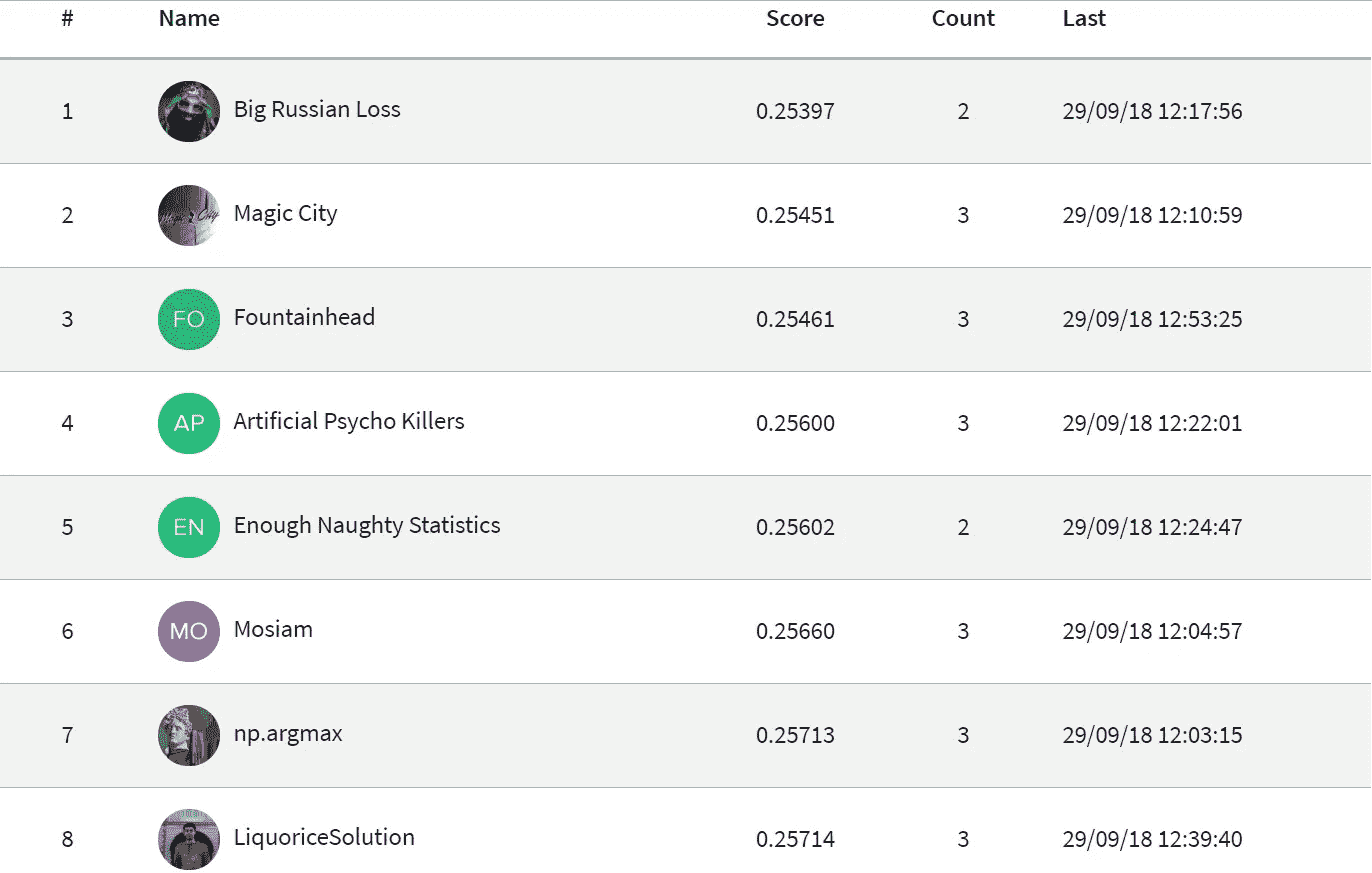 # Name Score Count Last
1 Big Russian Loss 0.25397 2 29/09/18 12:17:56
2 Magic City 0.25451 3 29/09/18 12:10:59
3 FO Fountainhead 0.25461 3 29/09/18 12:53:25
4 AP Artificial Psycho Killers 0.25600 3 29/09/18 12:22:01
5 EN Enough Naughty Statistics 0.25602 2 29/09/18 12:24:47
6 MO Mosiam 0.25660 3 29/09/18 12:04:57
7 np.argmax 0.25713 3 29/09/18 12:03:15
8 LiquoriceSolution 0.25714 3 29/09/18 12:39:40